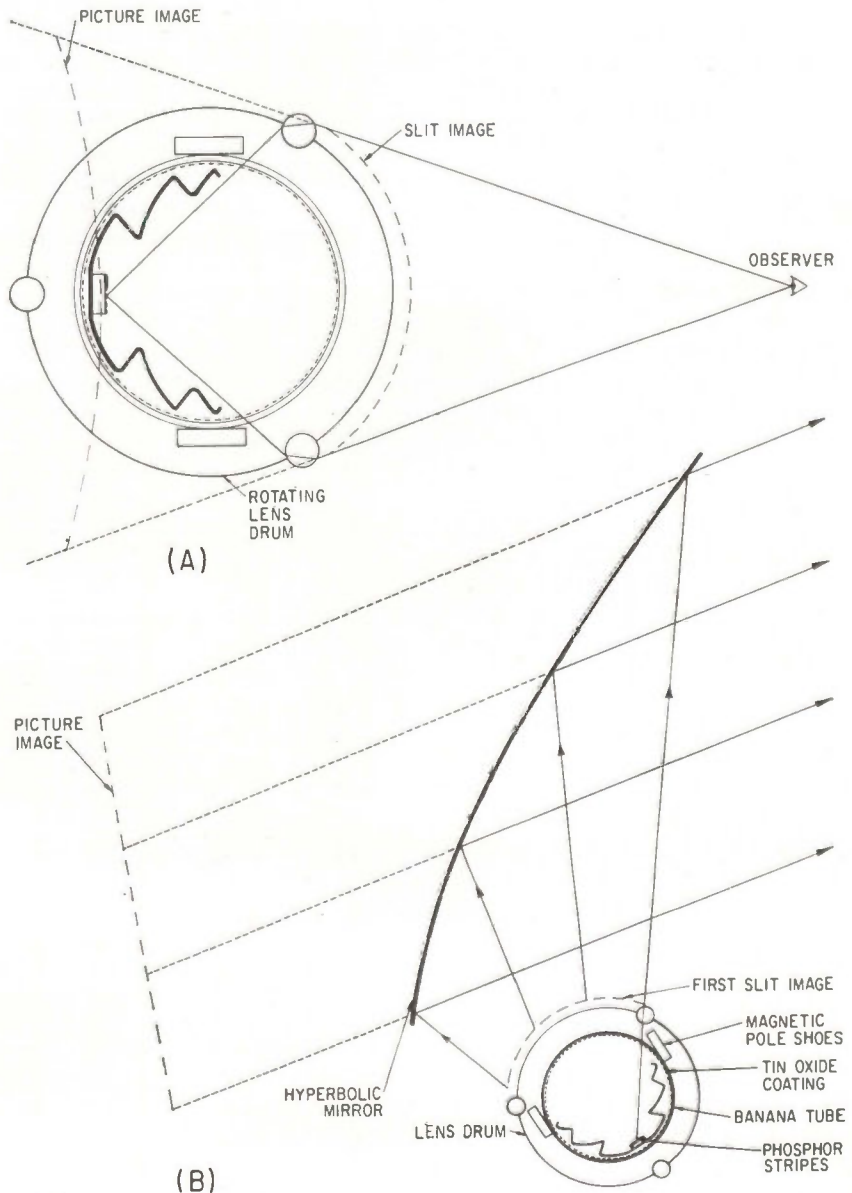 PICTURE IMAGE
SLIT IMAGE
OBSERVER
ROTATING
LENS
DRUM
(A)
PICTURE
IMAGE
FIRST SLIT IMAGE
MAGNETIC
POLE SHOES
TIN OXIDE
COATING
HYPERBOLIC
MIRROR
LENS DRUM
BANANA TUBE
PHOSPHOR
STRIPES
(B)